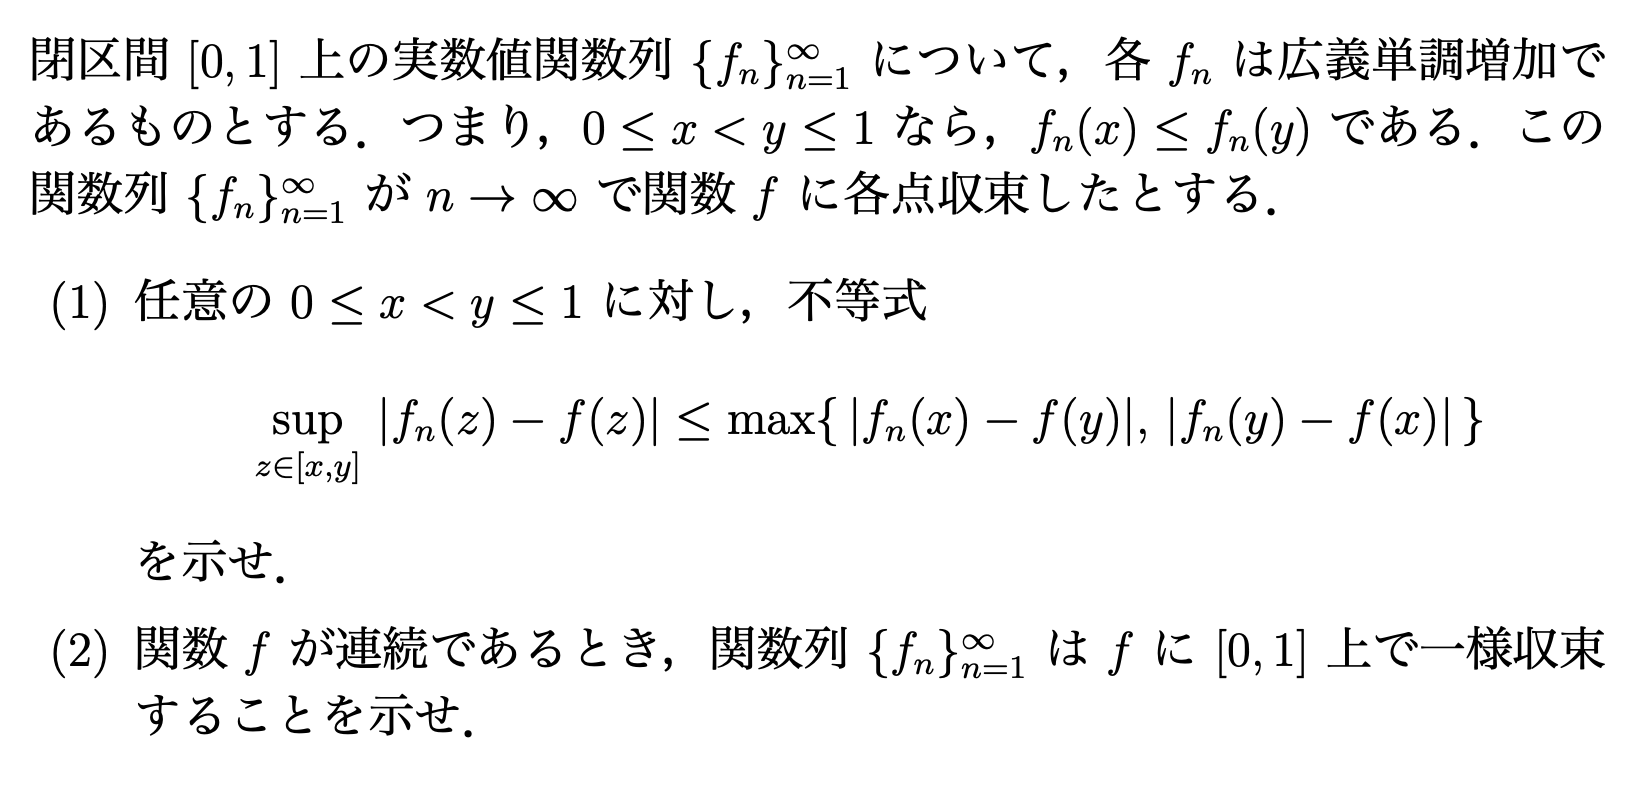 閉区間 $[0, 1]$ 上の実数値関数列 $\{f_n\}_{n=1}^{\infty}$ について，各 $f_n$ は広義単調増加で
あるものとする．つまり，$0 \leq x < y \leq 1$ なら，$f_n(x) \leq f_n(y)$ である．この
関数列 $\{f_n\}_{n=1}^{\infty}$ が $n \to \infty$ で関数 $f$ に各点収束したとする．
(1) 任意の $0 \leq x < y \leq 1$ に対し，不等式
$\sup_{z \in [x,y]} |f_n(z) - f(z)| \leq \max\{ |f_n(x) - f(y)|, |f_n(y) - f(x)| \}$
を示せ．
(2) 関数 $f$ が連続であるとき，関数列 $\{f_n\}_{n=1}^{\infty}$ は $f$ に $[0, 1]$ 上で一様収束
することを示せ．